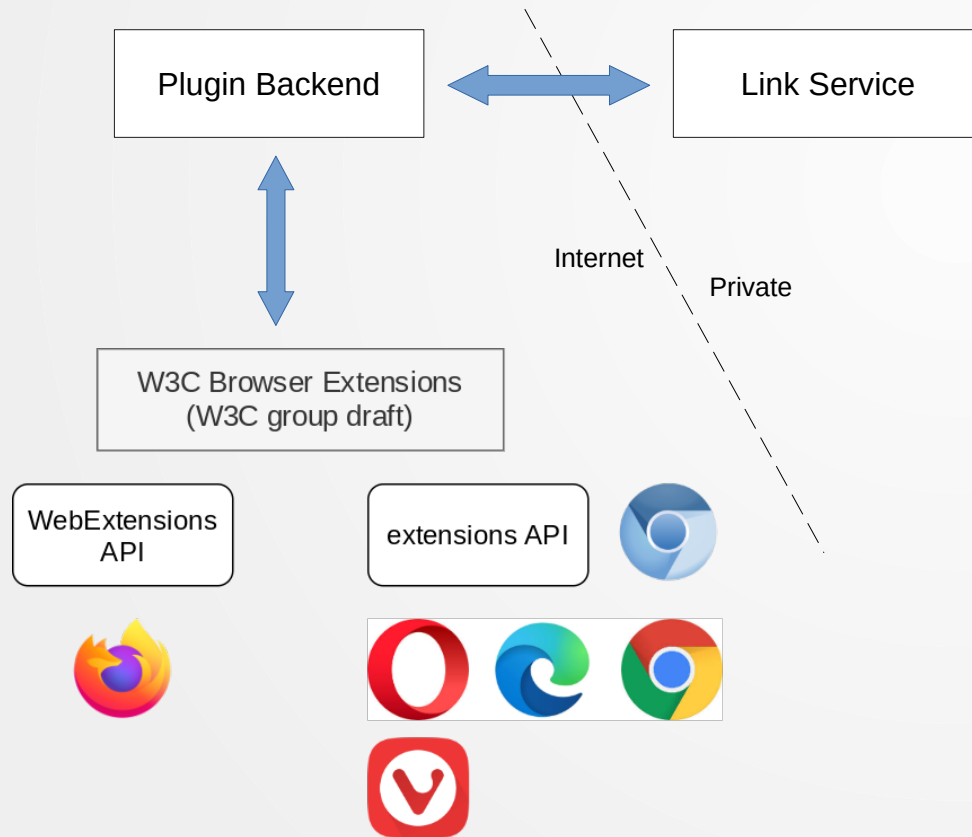 Plugin Backend
Link Service
Internet
Private
W3C Browser Extensions
(W3C group draft)
WebExtensions
API
extensions API